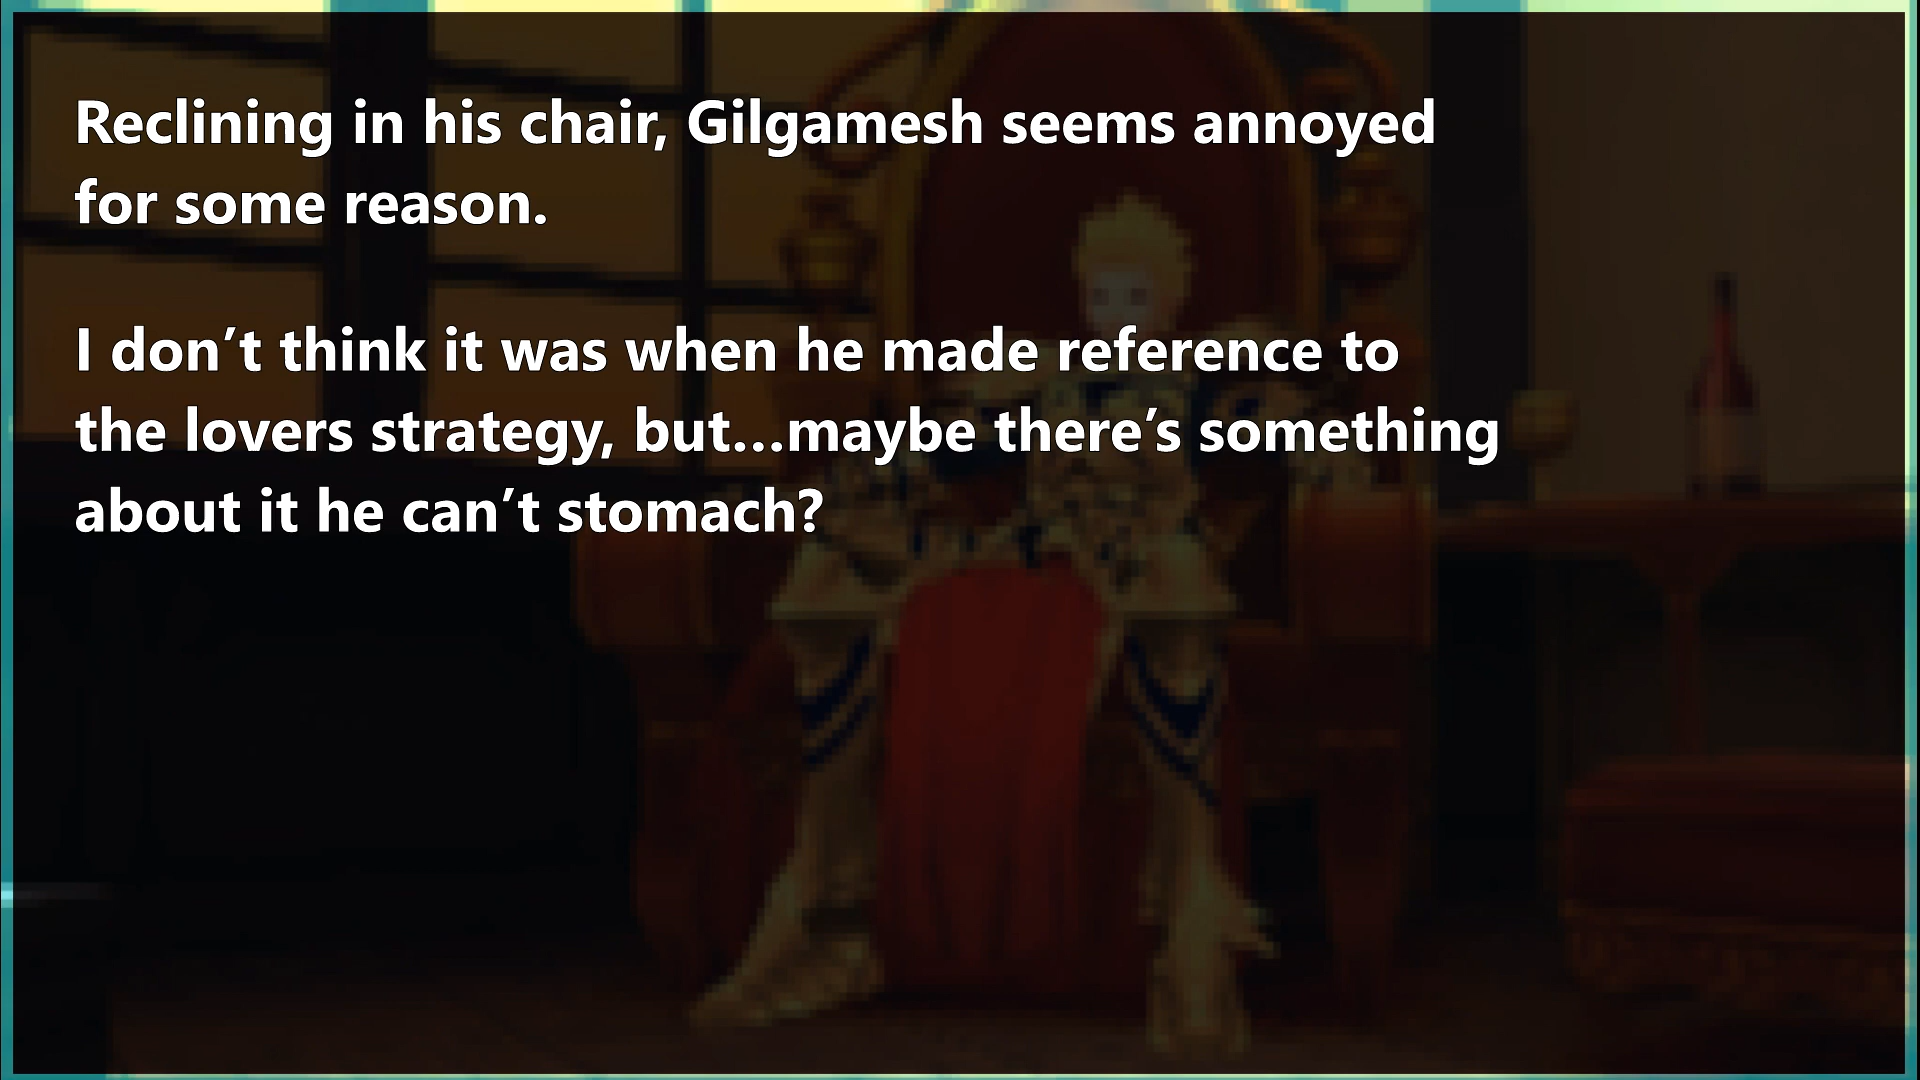 Reclining in his chair, Gilgamesh seems annoyed
for some reason.
I don’t think it was when he made reference to
the lovers strategy, but…maybe there’s something
about it he can’t stomach?